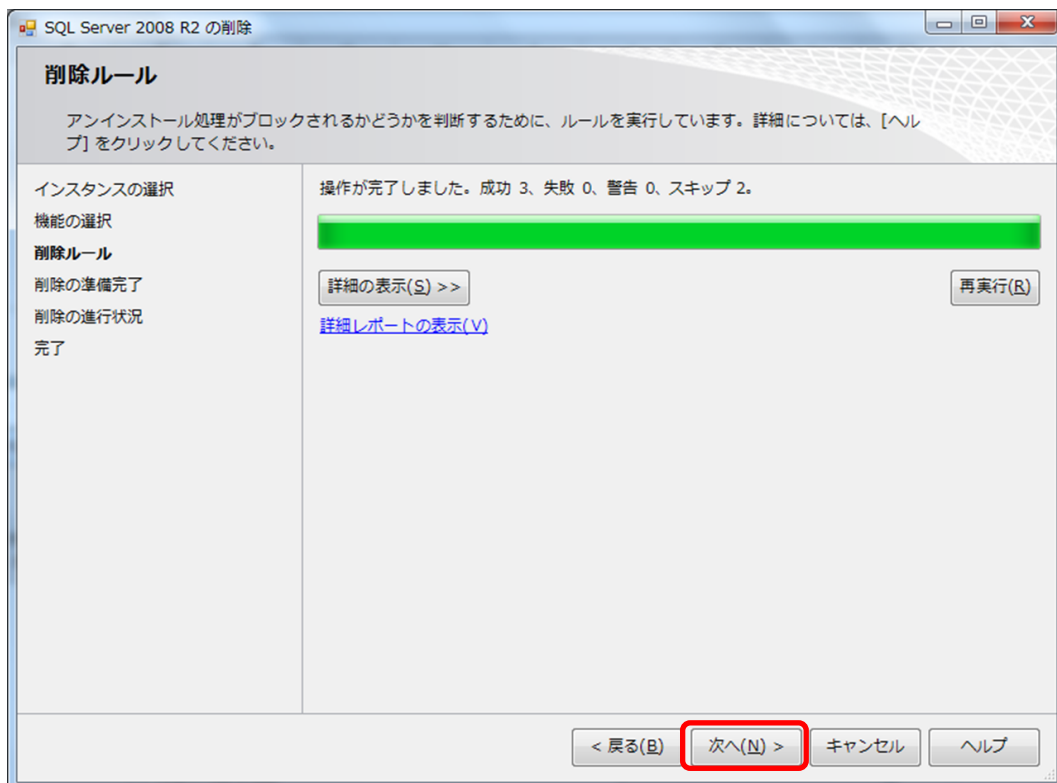 SQL Server 2008 R2 の削除
削除ルール
アンインストール処理がブロックされるかどうかを判断するために、ルールを実行しています。詳細については、[ヘル
プ] をクリックしてください。
インスタンスの選択
機能の選択
削除ルール
削除の準備完了
削除の進行状況
完了
操作が完了しました。成功 3、失敗 0、警告 0、スキップ 2。
詳細の表示(S) >>
再実行(R)
詳細レポートの表示(V)
< 戻る(B)
次へ(N) >
キャンセル
ヘルプ